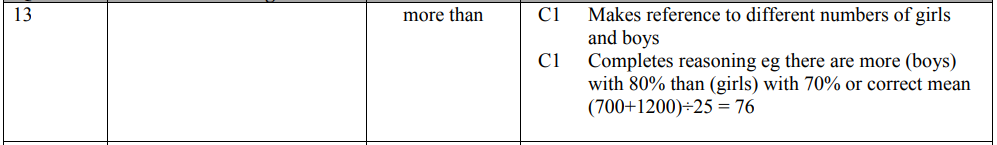 13
more than
C1 Makes reference to different numbers of girls
and boys
C1 Completes reasoning eg there are more (boys)
with 80% than (girls) with 70% or correct mean
(700+1200)÷25 = 76